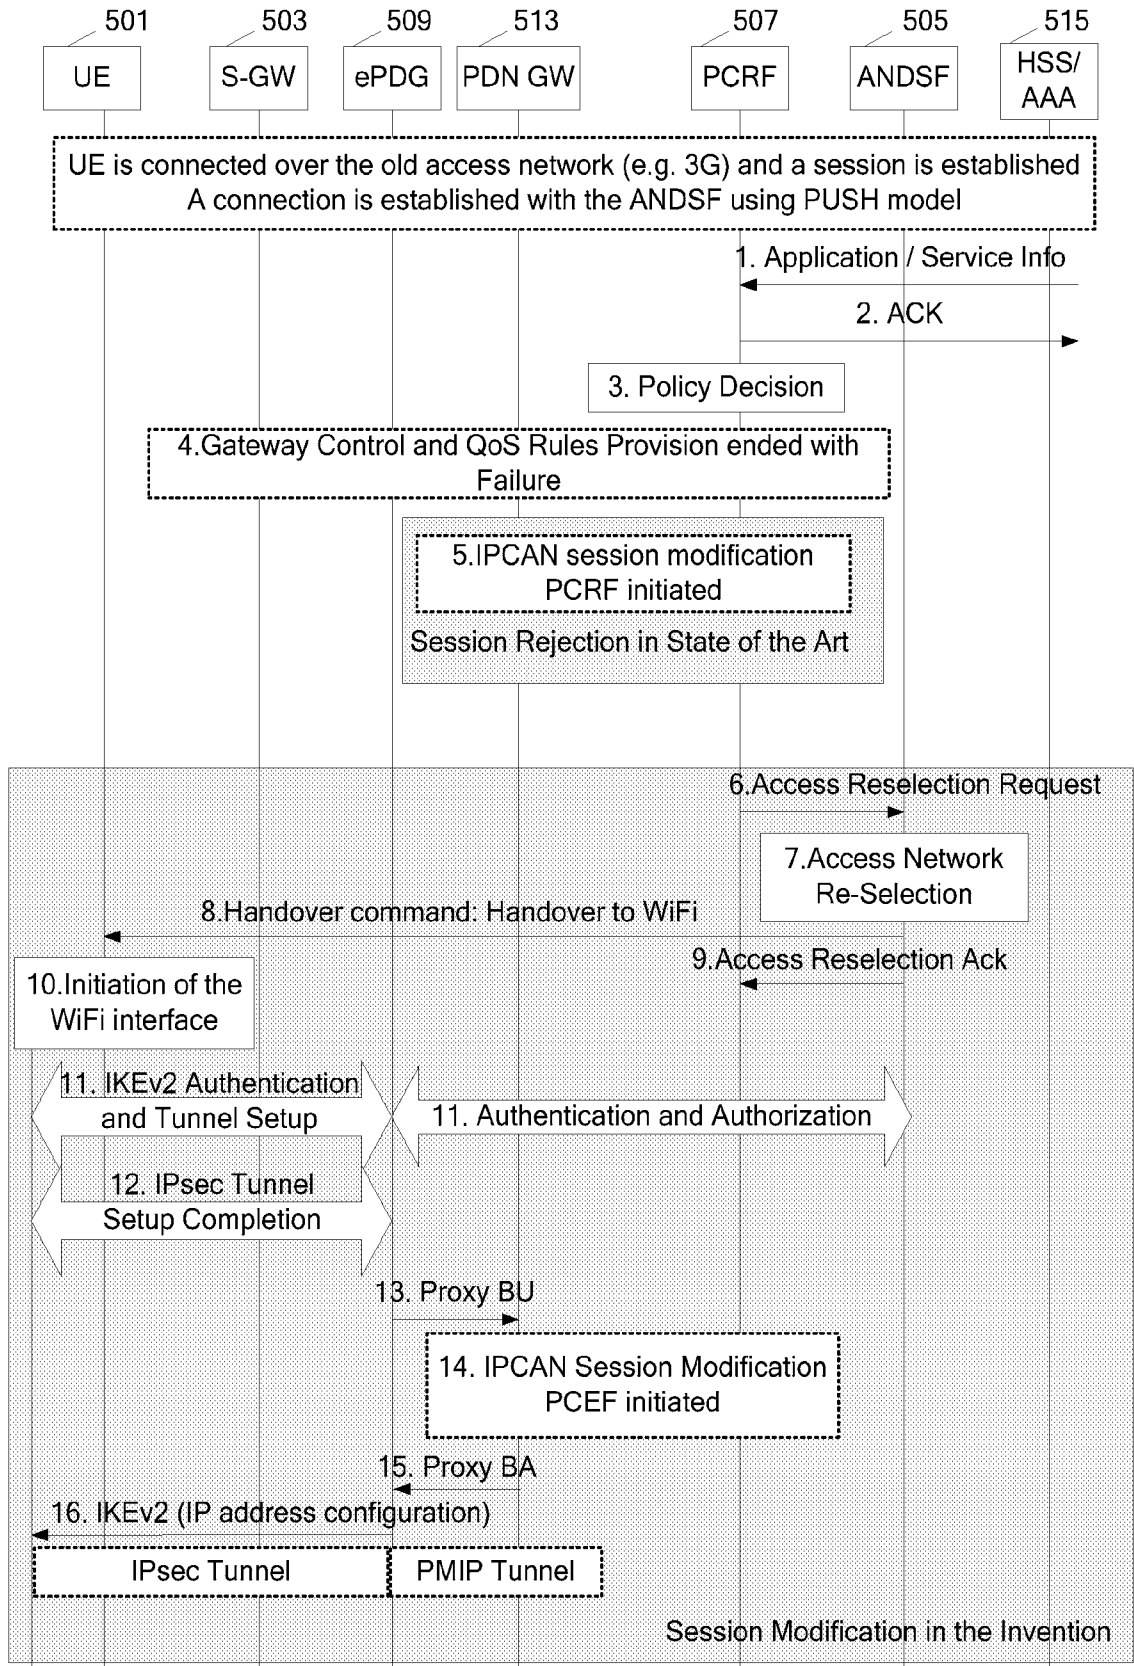 501 503 509 513 507 505 515
UE S-GW ePDG PDN GW PCRF ANDSF HSS/
AAA
UE is connected over the old access network (e.g. 3G) and a session is established
A connection is established with the ANDSF using PUSH model
1. Application / Service Info
2. ACK
3. Policy Decision
4.Gateway Control and QoS Rules Provision ended with
Failure
5.IPCAN session modification
PCRF initiated
Session Rejection in State of the Art
6.Access Reselection Request
7.Access Network
Re-Selection
8.Handover command: Handover to WiFi
9.Access Reselection Ack
10.Initiation of the
WiFi interface
11. IKEv2 Authentication
and Tunnel Setup
11. Authentication and Authorization
12. IPsec Tunnel
Setup Completion
13. Proxy BU
14. IPCAN Session Modification
PCEF initiated
15. Proxy BA
16. IKEv2 (IP address configuration)
IPsec Tunnel PMIP Tunnel
Session Modification in the Invention